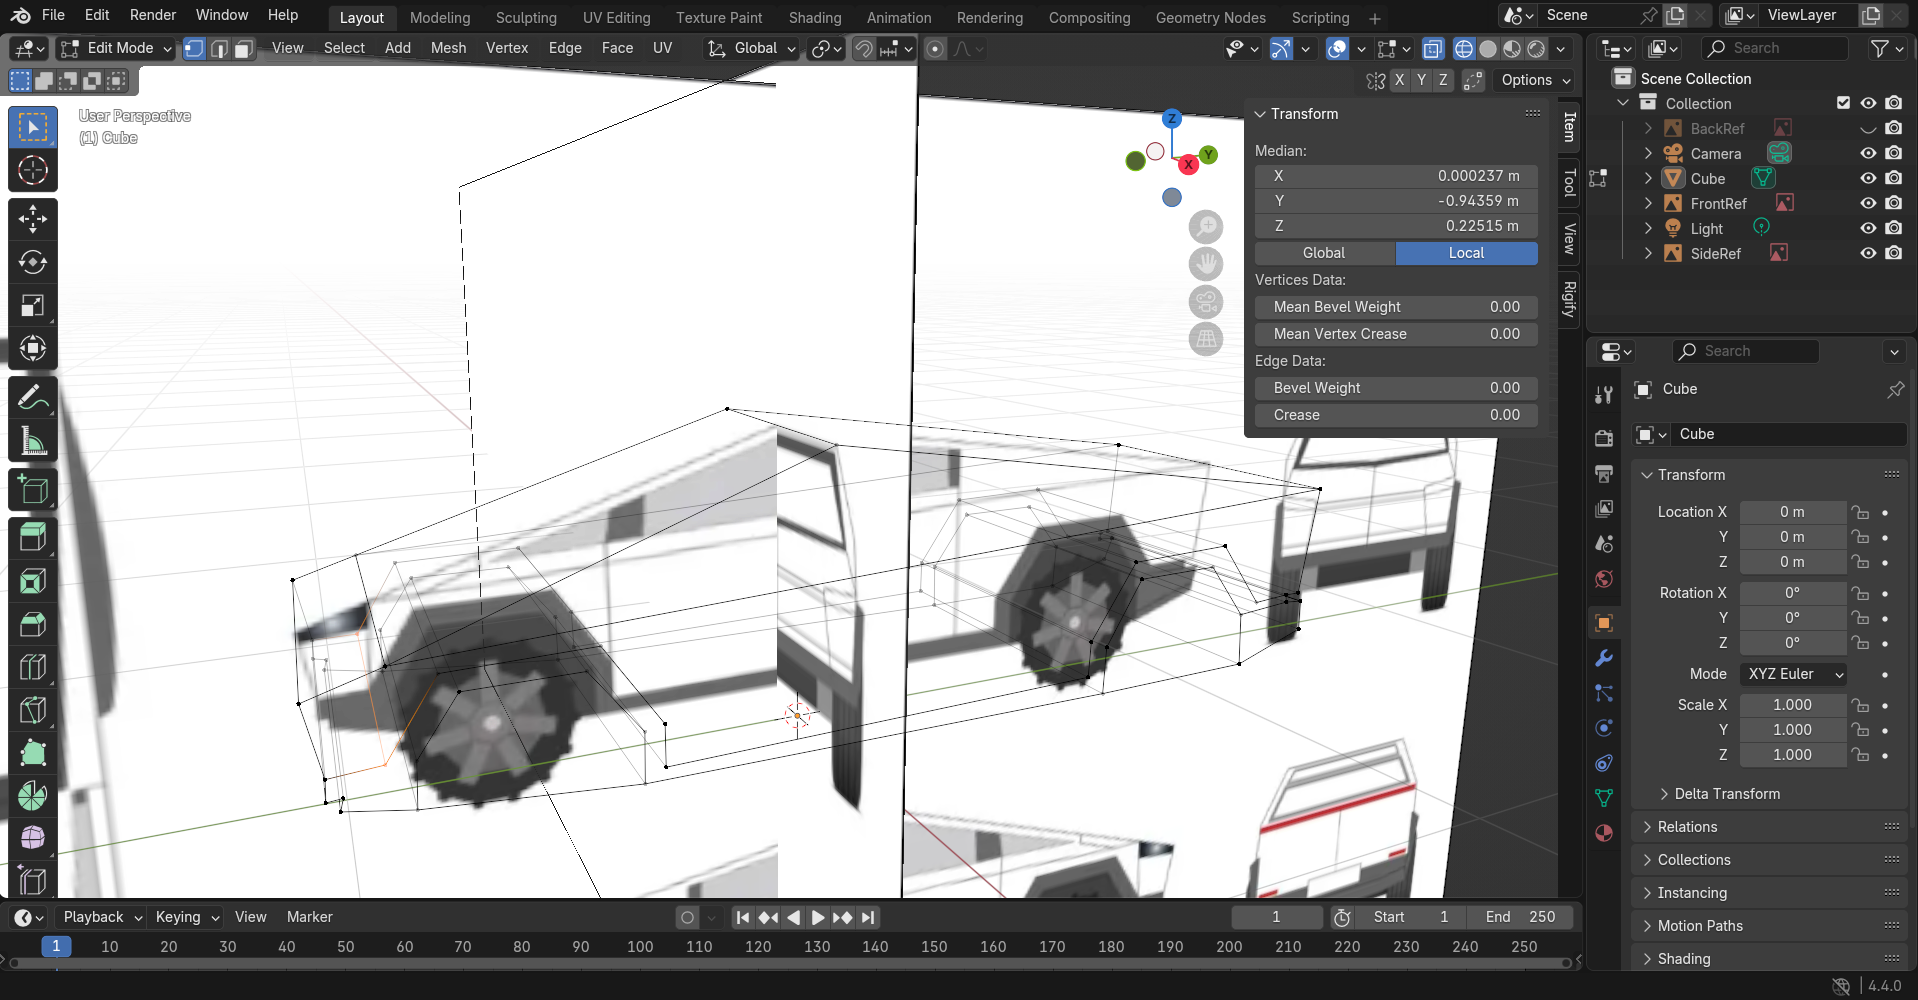 File Edit Render Window Help Layout Modeling Sculpting UV Editing Texture Paint Shading Animation Rendering Compositing Geometry Nodes Scripting + Scene ViewLayer
Edit Mode View Select Add Mesh Vertex Edge Face UV Global Search
X Y Z Options
User Perspective
(1) Cube
Z
Y
X
Transform
Median:
X 0.000237 m
Y -0.94359 m
Z 0.22515 m
Global Local
Vertices Data:
Mean Bevel Weight 0.00
Mean Vertex Crease 0.00
Edge Data:
Bevel Weight 0.00
Crease 0.00
Item
Tool
View
Rigify
Scene Collection
Collection
BackRef
Camera
Cube
FrontRef
Light
SideRef
Search
Cube
Cube
Transform
Location X 0 m
Y 0 m
Z 0 m
Rotation X 0°
Y 0°
Z 0°
Mode XYZ Euler
Scale X 1.000
Y 1.000
Z 1.000
Delta Transform
Relations
Collections
Instancing
Motion Paths
Shading
Playback Keying View Marker 1 Start 1 End 250
1 10 20 30 40 50 60 70 80 90 100 110 120 130 140 150 160 170 180 190 200 210 220 230 240 250
4.4.0